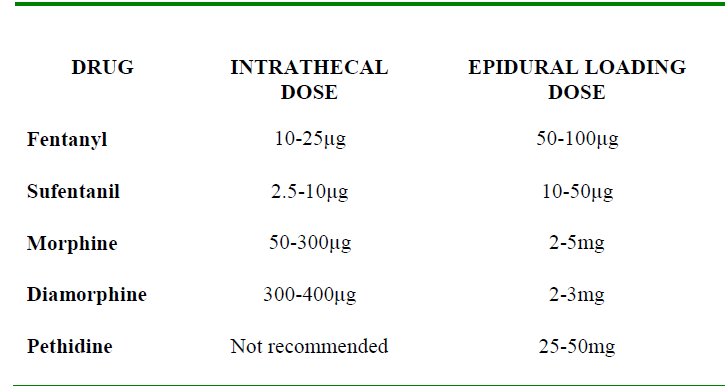 DRUG INTRATHECAL DOSE EPIDURAL LOADING DOSE
Fentanyl 10-25µg 50-100µg
Sufentanil 2.5-10µg 10-50µg
Morphine 50-300µg 2-5mg
Diamorphine 300-400µg 2-3mg
Pethidine Not recommended 25-50mg